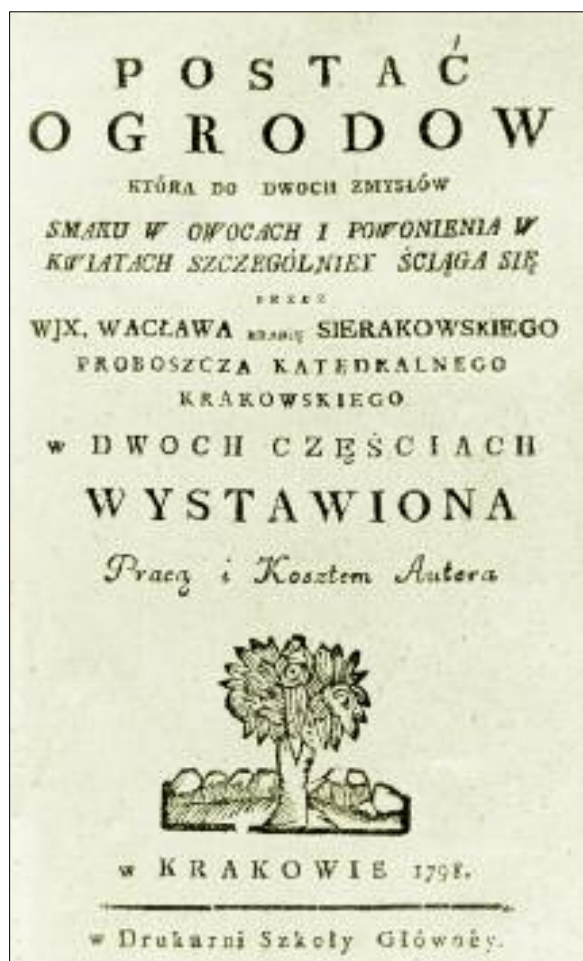 POSTAĆ
OGRODOW
KTÓRA DO DWOCH ZMYSŁÓW
SMAKU W OWOCACH I POWONIENIA W
KWIATACH SZCZEGÓLNIEY ŚCIĄGA SIĘ
PRZEZ
WJX. WACŁAWA HRABIĘ SIERAKOWSKIEGO
PROBOSZCZA KATEDRALNEGO
KRAKOWSKIEGO
w DWOCH CZĘŚCIACH
WYSTAWIONA
Pracą i Kosztem Autora
w KRAKOWIE 1798.
w Drukarni Szkoły Główney.